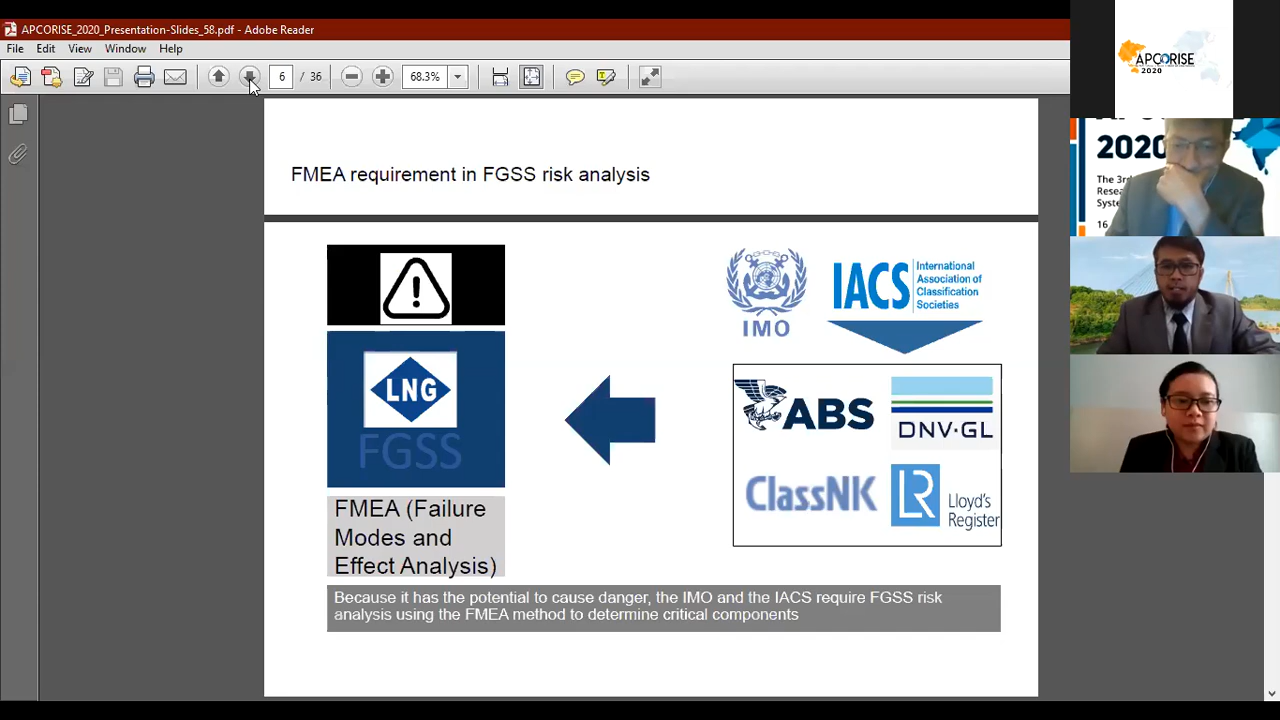 APCORISE_2020_Presentation-Slides_58.pdf - Adobe Reader
File Edit View Window Help
6 / 36 68.3%
FMEA requirement in FGSS risk analysis
LNG
FGSS
FMEA (Failure
Modes and
Effect Analysis)
IMO
IACS
International
Association of
Classification
Societies
ABS
DNV·GL
ClassNK
LR
Lloyd's
Register
Because it has the potential to cause danger, the IMO and the IACS require FGSS risk
analysis using the FMEA method to determine critical components
APCORISE
2020
2020
The 3rd
Syst
16